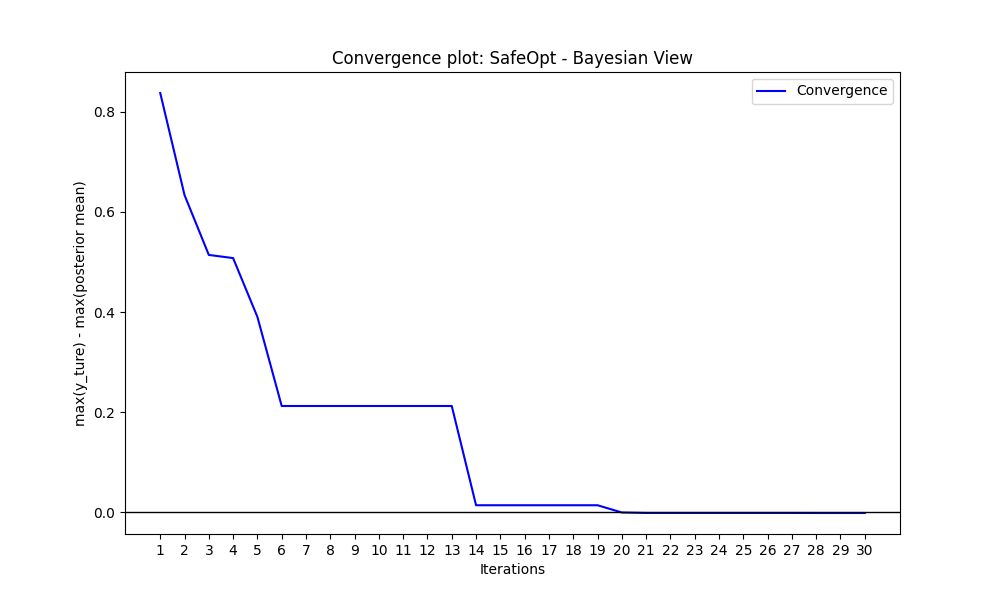 Convergence plot: SafeOpt - Bayesian View
Convergence
max(y_ture) - max(posterior mean)
0.8
0.6
0.4
0.2
0.0
1 2 3 4 5 6 7 8 9 10 11 12 13 14 15 16 17 18 19 20 21 22 23 24 25 26 27 28 29 30
Iterations